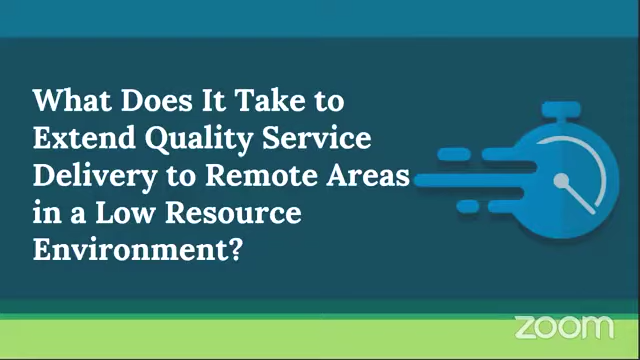 What Does It Take to
Extend Quality Service
Delivery to Remote Areas
in a Low Resource
Environment?
zoom